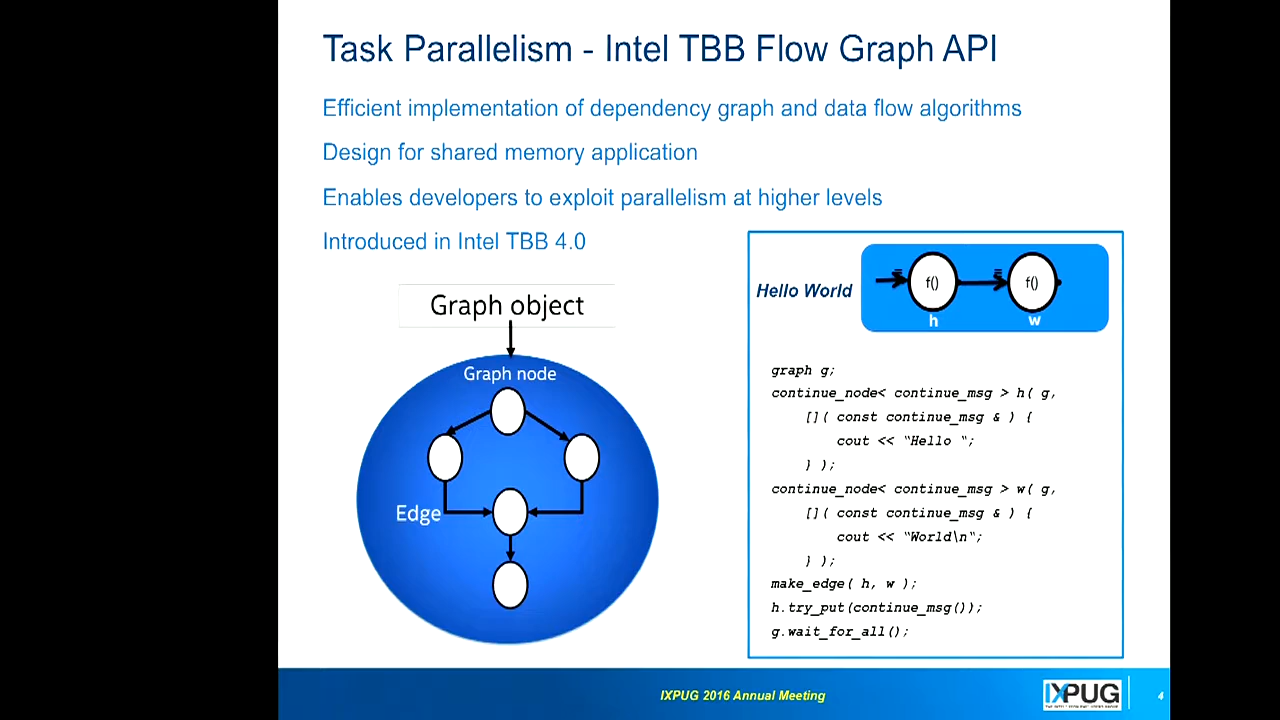 Task Parallelism - Intel TBB Flow Graph API
Efficient implementation of dependency graph and data flow algorithms
Design for shared memory application
Enables developers to exploit parallelism at higher levels
Introduced in Intel TBB 4.0
Graph object
Graph node
Edge
Hello World
f()
f()
h
w
graph g;
continue_node< continue_msg > h( g,
[]( const continue_msg & ) {
cout << “Hello “;
} );
continue_node< continue_msg > w( g,
[]( const continue_msg & ) {
cout << “World\n“;
} );
make_edge( h, w );
h.try_put(continue_msg());
g.wait_for_all();
IXPUG 2016 Annual Meeting
IXPUG
4